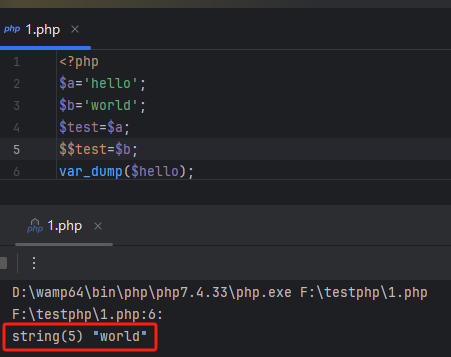 php 1.php ×
1 <?php
2 $a='hello';
3 $b='world';
4 $test=$a;
5 $$test=$b;
6 var_dump($hello);
php 1.php ×
D:\wamp64\bin\php\php7.4.33\php.exe F:\testphp\1.php
F:\testphp\1.php:6:
string(5) "world"